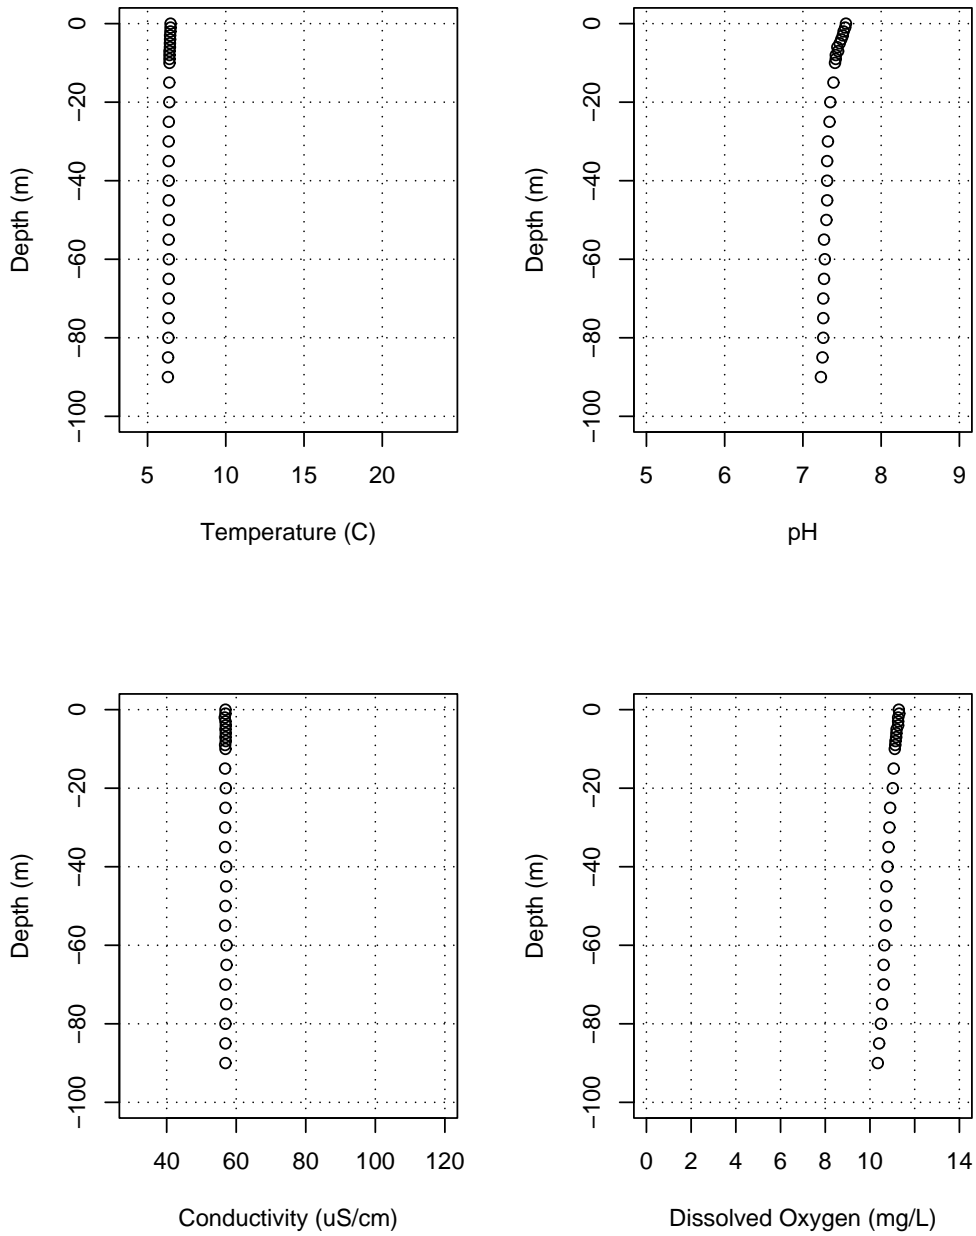 0
−20
−40
−60
−80
−100
Depth (m)
5 10 15 20
Temperature (C)
0
−20
−40
−60
−80
−100
Depth (m)
5 6 7 8 9
pH
0
−20
−40
−60
−80
−100
Depth (m)
40 60 80 100 120
Conductivity (uS/cm)
0
−20
−40
−60
−80
−100
Depth (m)
0 2 4 6 8 10 14
Dissolved Oxygen (mg/L)